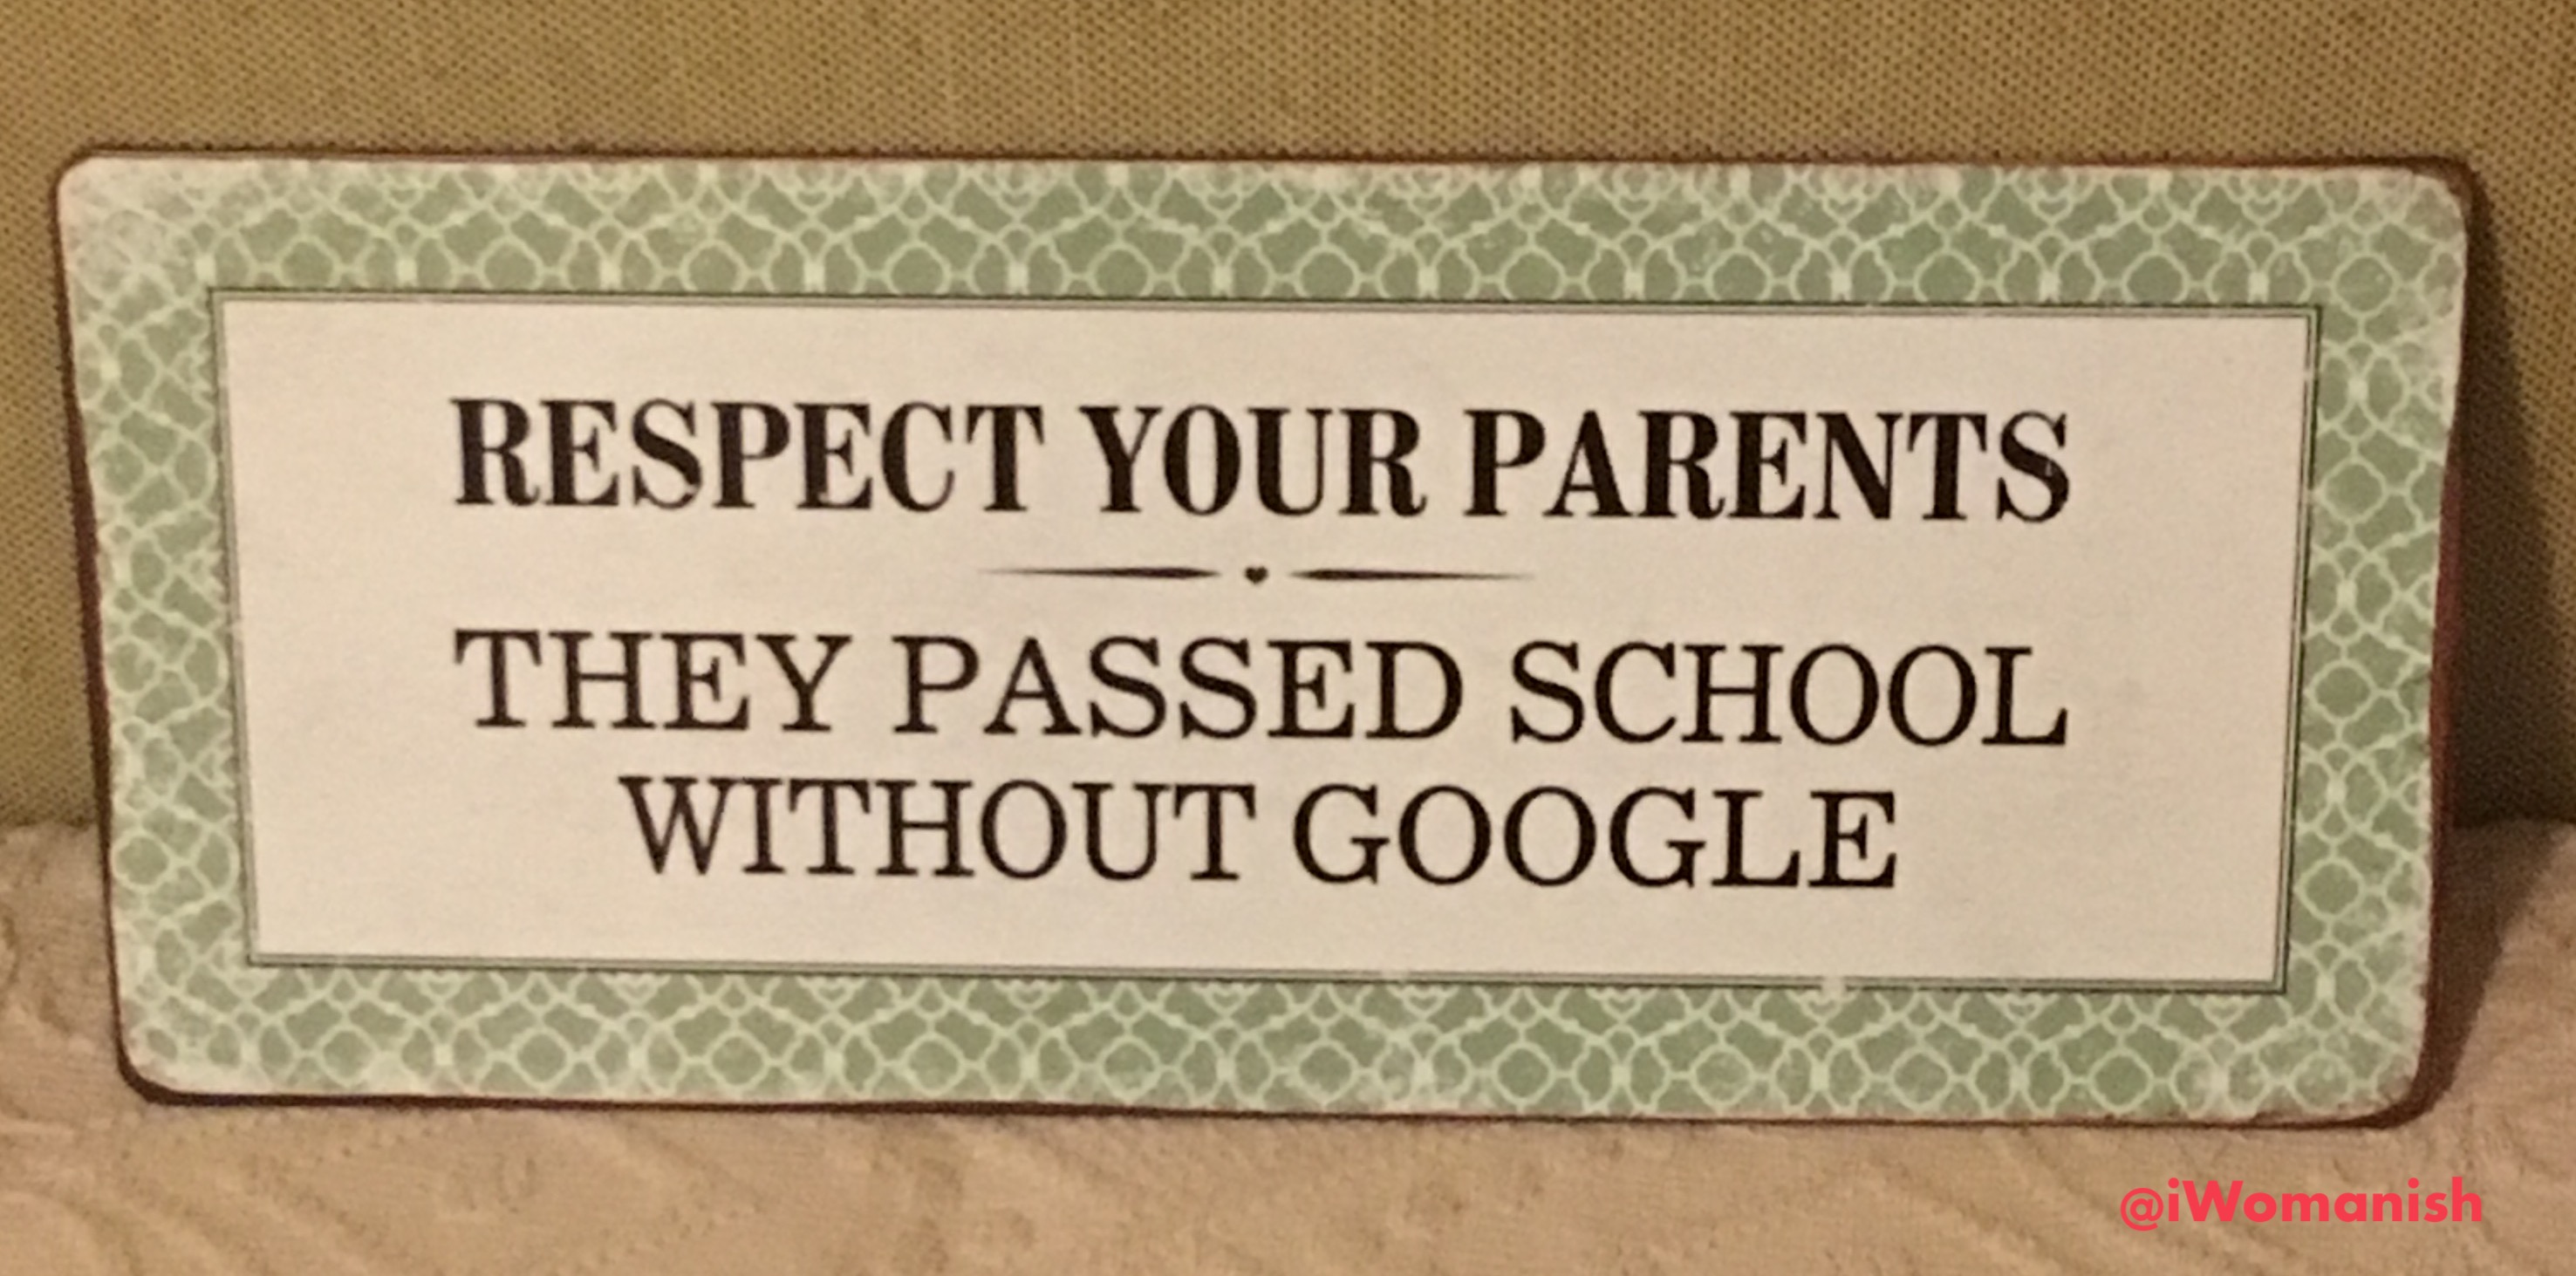 RESPECT YOUR PARENTS
THEY PASSED SCHOOL
WITHOUT GOOGLE
@iWomanish